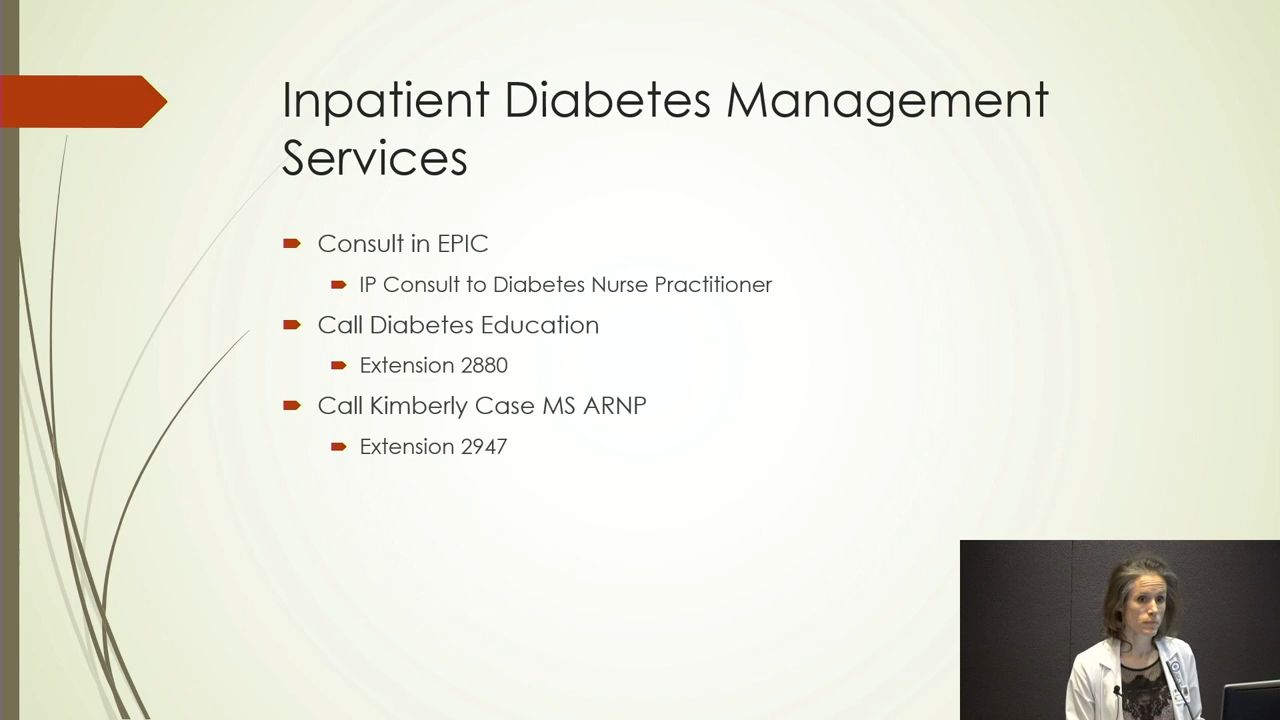 Inpatient Diabetes Management
Services
Consult in EPIC
IP Consult to Diabetes Nurse Practitioner
Call Diabetes Education
Extension 2880
Call Kimberly Case MS ARNP
Extension 2947